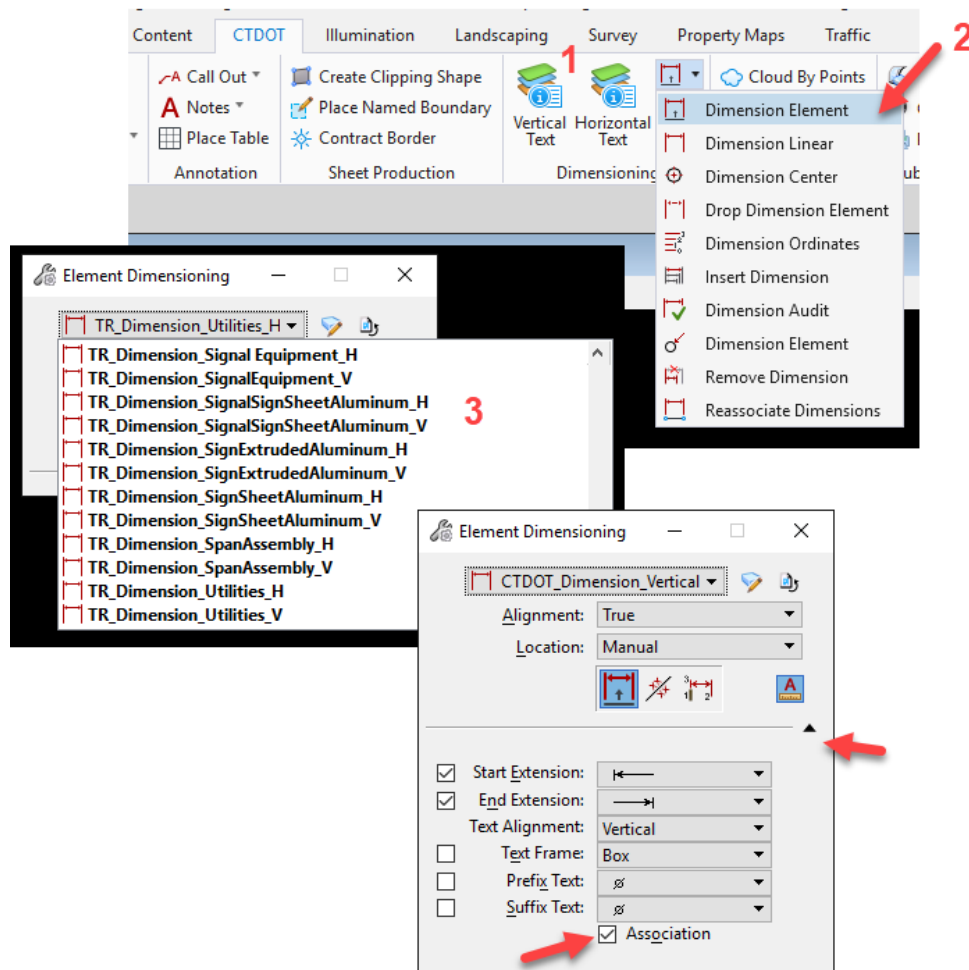 Content CTDOT Illumination Landscaping Survey Property Maps Traffic
2
1
Call Out
Notes
Place Table
Annotation
Create Clipping Shape
Place Named Boundary
Contract Border
Sheet Production
Vertical Text
Horizontal Text
Dimensioning
Cloud By Points
Dimension Element
Dimension Linear
Dimension Center
Drop Dimension Element
Dimension Ordinates
Insert Dimension
Dimension Audit
Dimension Element
Remove Dimension
Reassociate Dimensions
Element Dimensioning
TR_Dimension_Utilities_H
TR_Dimension_Signal Equipment_H
TR_Dimension_SignalEquipment_V
TR_Dimension_SignalSignSheetAluminum_H
TR_Dimension_SignalSignSheetAluminum_V
TR_Dimension_SignExtrudedAluminum_H
TR_Dimension_SignExtrudedAluminum_V
TR_Dimension_SignSheetAluminum_H
TR_Dimension_SignSheetAluminum_V
TR_Dimension_SpanAssembly_H
TR_Dimension_SpanAssembly_V
TR_Dimension_Utilities_H
TR_Dimension_Utilities_V
3
Element Dimensioning
CTDOT_Dimension_Vertical
Alignment: True
Location: Manual
Start Extension:
End Extension:
Text Alignment: Vertical
Text Frame: Box
Prefix Text: ø
Suffix Text: ø
Association